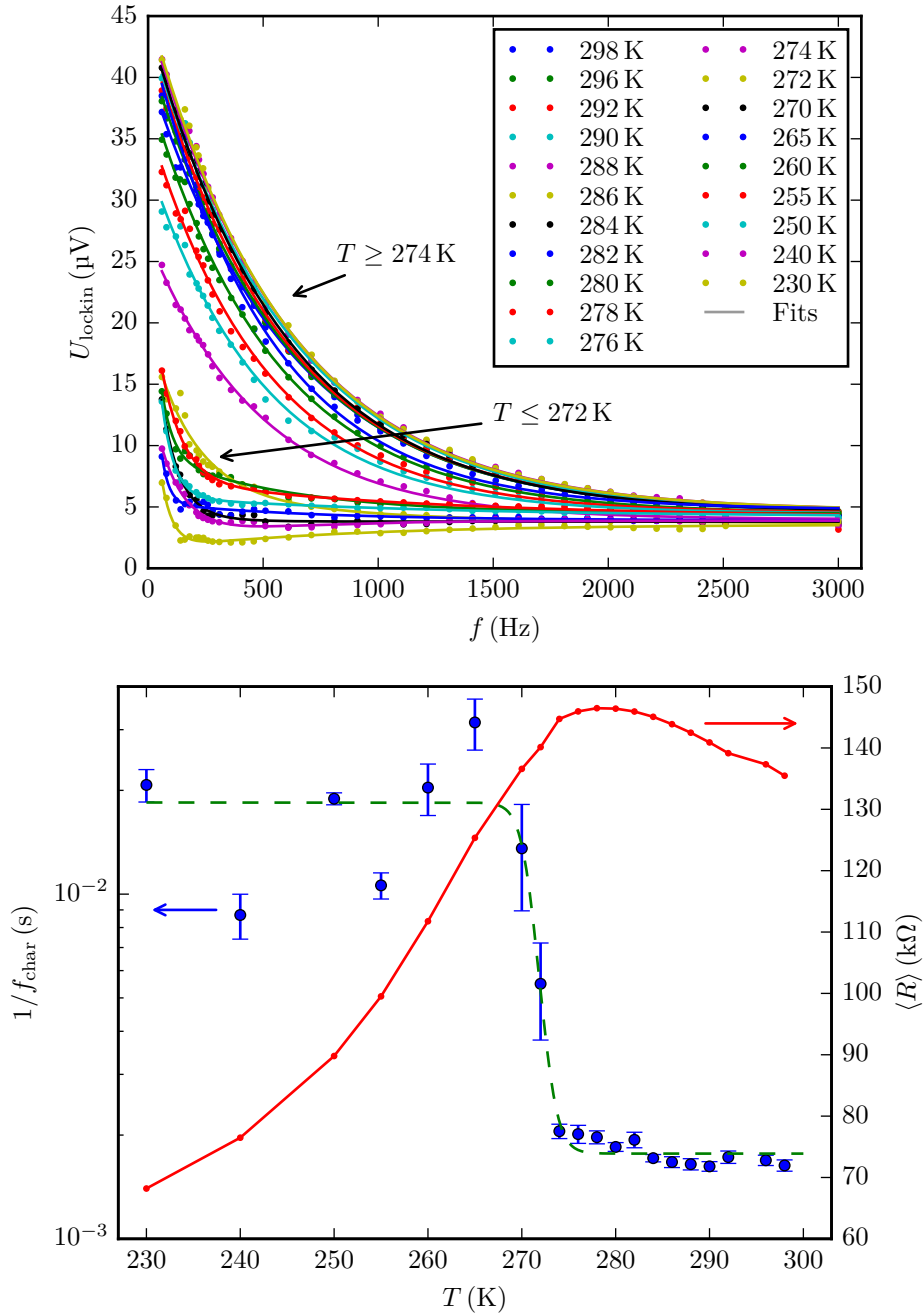 45
40
35
30
25
20
15
10
5
0
U_lockin (µV)
298 K
296 K
292 K
290 K
288 K
286 K
284 K
282 K
280 K
278 K
276 K
274 K
272 K
270 K
265 K
260 K
255 K
250 K
240 K
230 K
Fits
T ≥ 274 K
T ≤ 272 K
0 500 1000 1500 2000 2500 3000
f (Hz)
10⁻²
10⁻³
1/f_char (s)
150
140
130
120
110
100
90
80
70
60
⟨R⟩ (kΩ)
230 240 250 260 270 280 290 300
T (K)